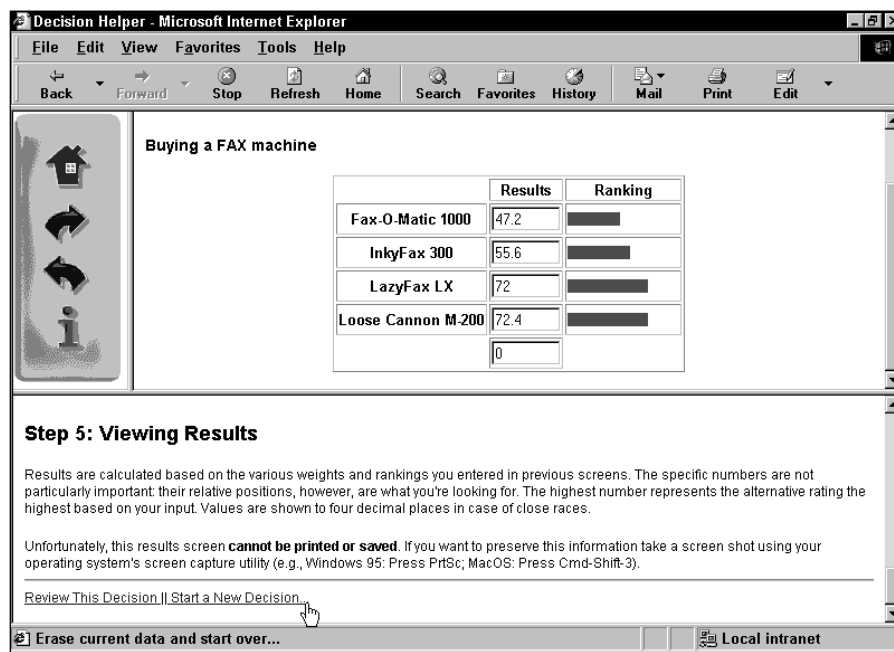 Decision Helper - Microsoft Internet Explorer
File Edit View Favorites Tools Help
Back Forward Stop Refresh Home Search Favorites History Mail Print Edit
Buying a FAX machine
Results Ranking
Fax-O-Matic 1000 47.2
InkyFax 300 55.6
LazyFax LX 72
Loose Cannon M-200 72.4
0
Step 5: Viewing Results
Results are calculated based on the various weights and rankings you entered in previous screens. The specific numbers are not
particularly important: their relative positions, however, are what you're looking for. The highest number represents the alternative rating the
highest based on your input. Values are shown to four decimal places in case of close races.
Unfortunately, this results screen cannot be printed or saved. If you want to preserve this information take a screen shot using your
operating system's screen capture utility (e.g., Windows 95: Press PrtSc; MacOS: Press Cmd-Shift-3).
Review This Decision || Start a New Decision...
Erase current data and start over... Local intranet